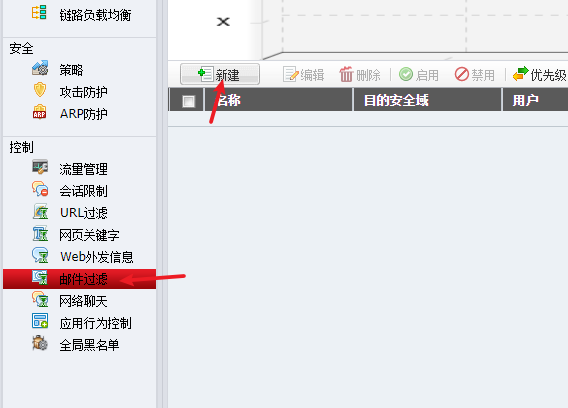 链路负载均衡
安全
策略
攻击防护
ARP防护
控制
流量管理
会话限制
URL过滤
网页关键字
Web外发信息
邮件过滤
网络聊天
应用行为控制
全局黑名单
新建 编辑 删除 启用 禁用 优先级
名称 目的安全域 用户